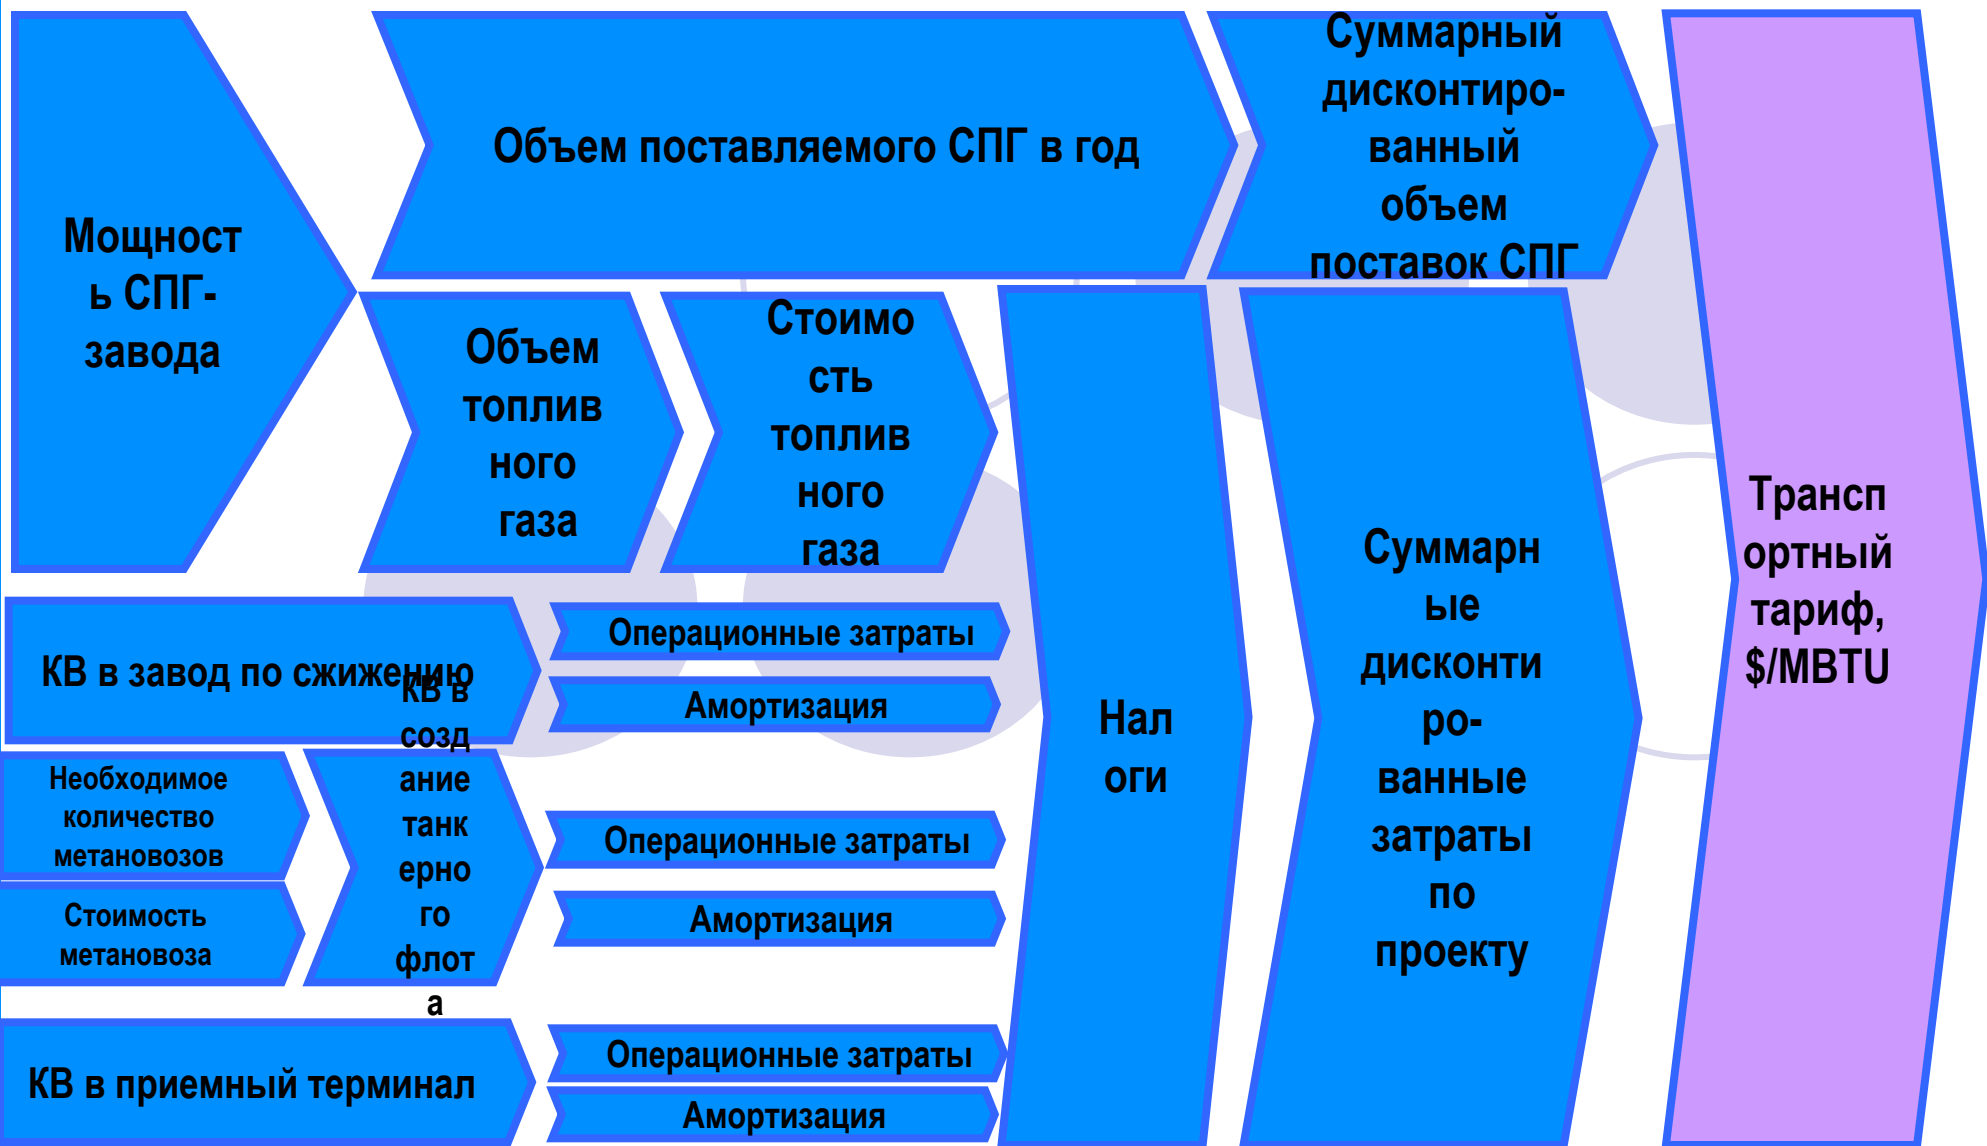 Мощност
ь СПГ-
завода
Объем поставляемого СПГ в год
Суммарный
дисконтиро-
ванный
объем
поставок СПГ
Объем
топлив
ного
газа
Стоимо
сть
топлив
ного
газа
КВ в завод по сжижению
Операционные затраты
Амортизация
Необходимое
количество
метановозов
Стоимость
метановоза
КВ в
созд
ание
танк
ерно
го
флот
а
Операционные затраты
Амортизация
КВ в приемный терминал
Операционные затраты
Амортизация
Нал
оги
Суммарн
ые
дисконти
ро-
ванные
затраты
по
проекту
Трансп
ортный
тариф,
$/MBTU